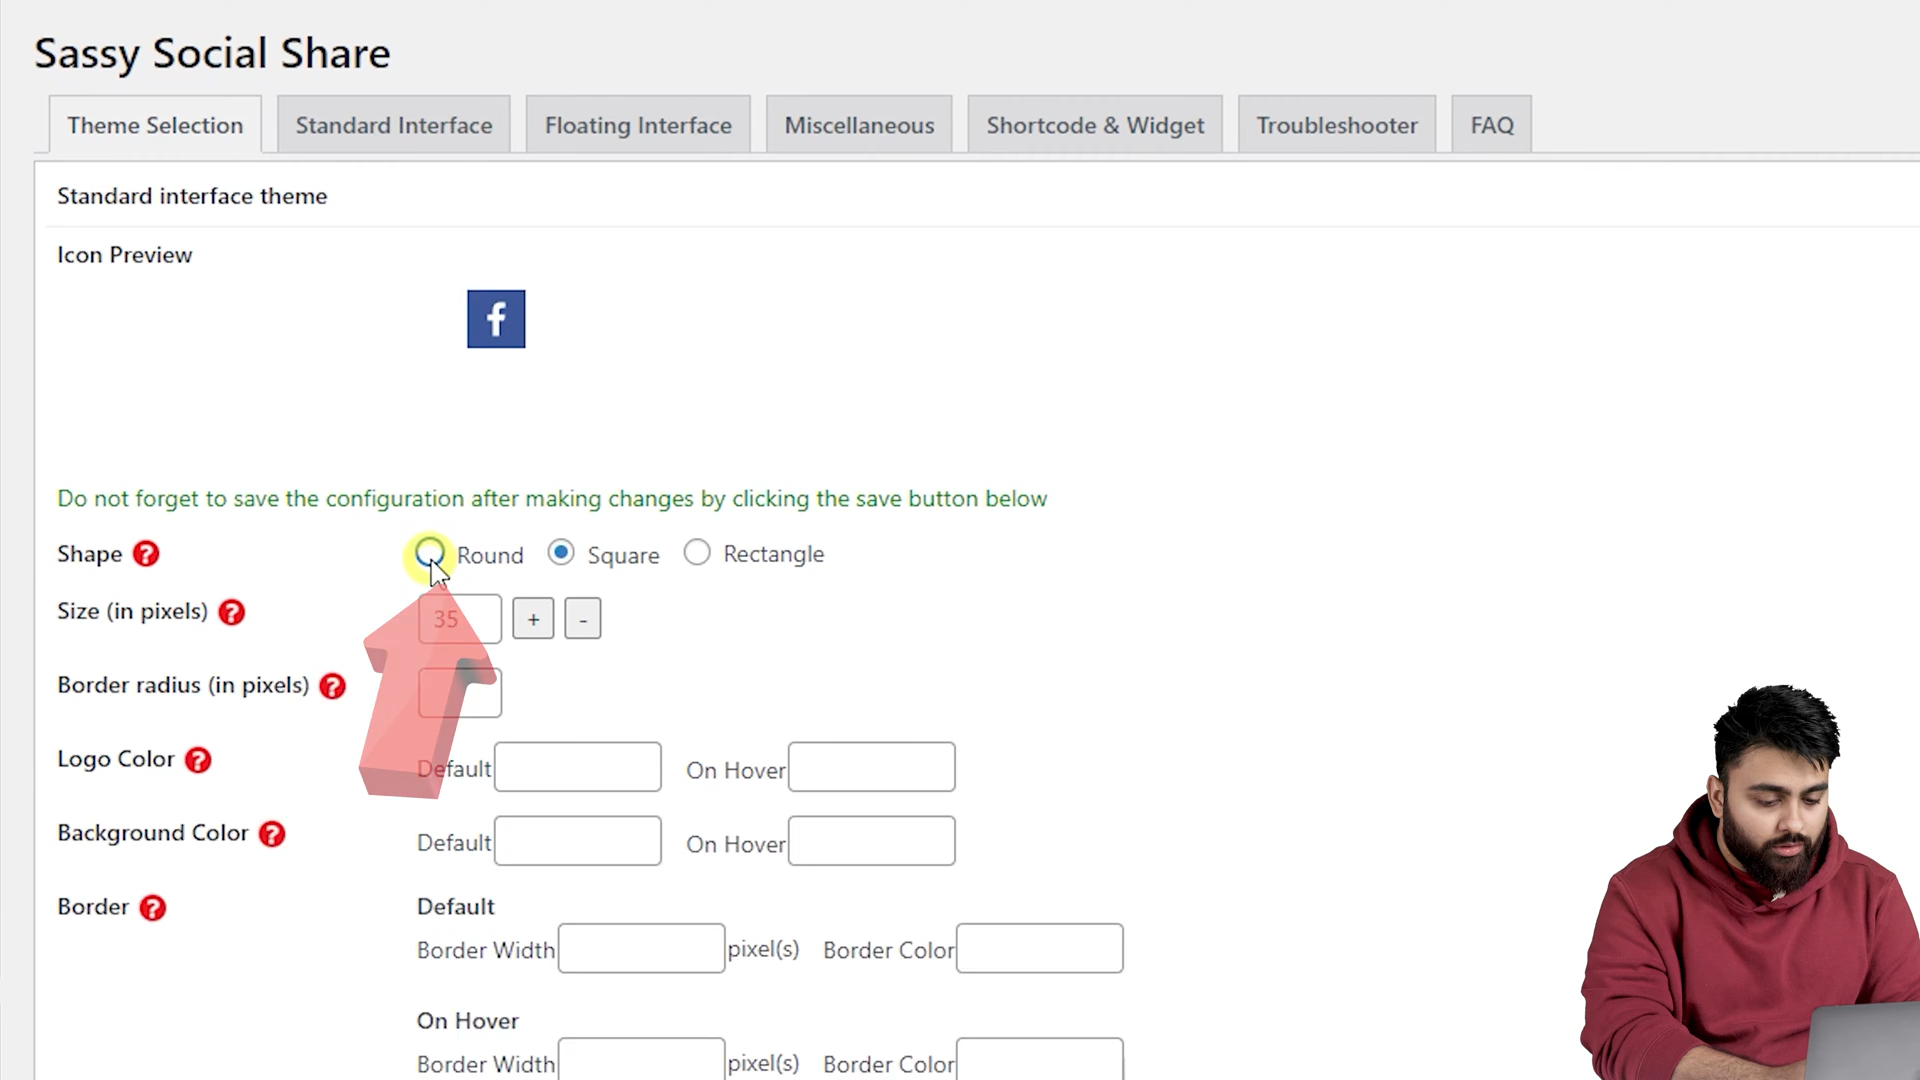 Sassy Social Share
Theme Selection Standard Interface Floating Interface Miscellaneous Shortcode & Widget Troubleshooter FAQ
Standard interface theme
Icon Preview
f
Do not forget to save the configuration after making changes by clicking the save button below
Shape ? Round Square Rectangle
Size (in pixels) ? 35 + -
Border radius (in pixels) ?
Logo Color ? Default On Hover
Background Color ? Default On Hover
Border ? Default
Border Width pixel(s) Border Color
On Hover
Border Width pixel(s) Border Color